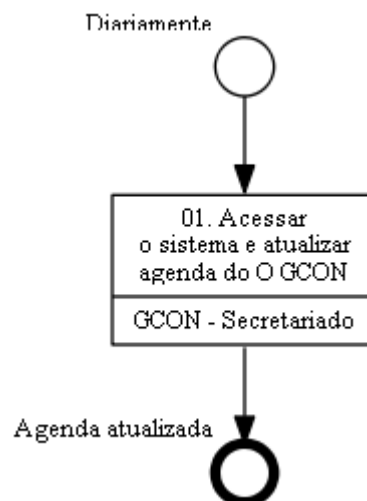 Diariamente
01. Acessar
o sistema e atualizar
agenda do O GCON
GCON - Secretariado
Agenda atualizada